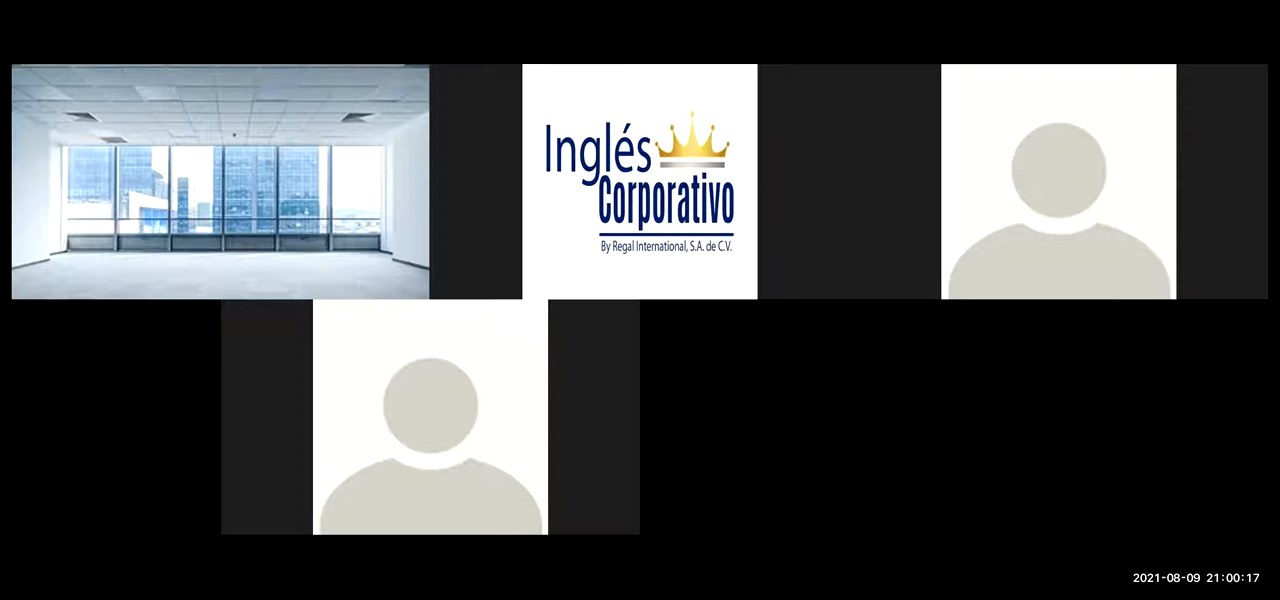 Inglés
Corporativo
By Regal International, S.A. de C.V.
2021-08-09 21:00:17